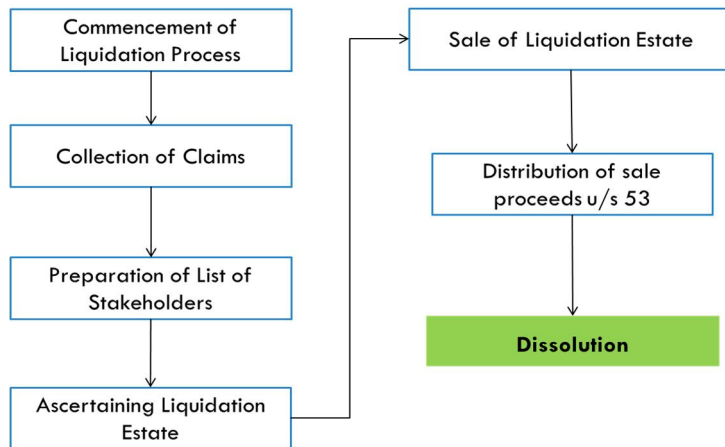 Commencement of
Liquidation Process
Collection of Claims
Preparation of List of
Stakeholders
Ascertaining Liquidation
Estate
Sale of Liquidation Estate
Distribution of sale
proceeds u/s 53
Dissolution